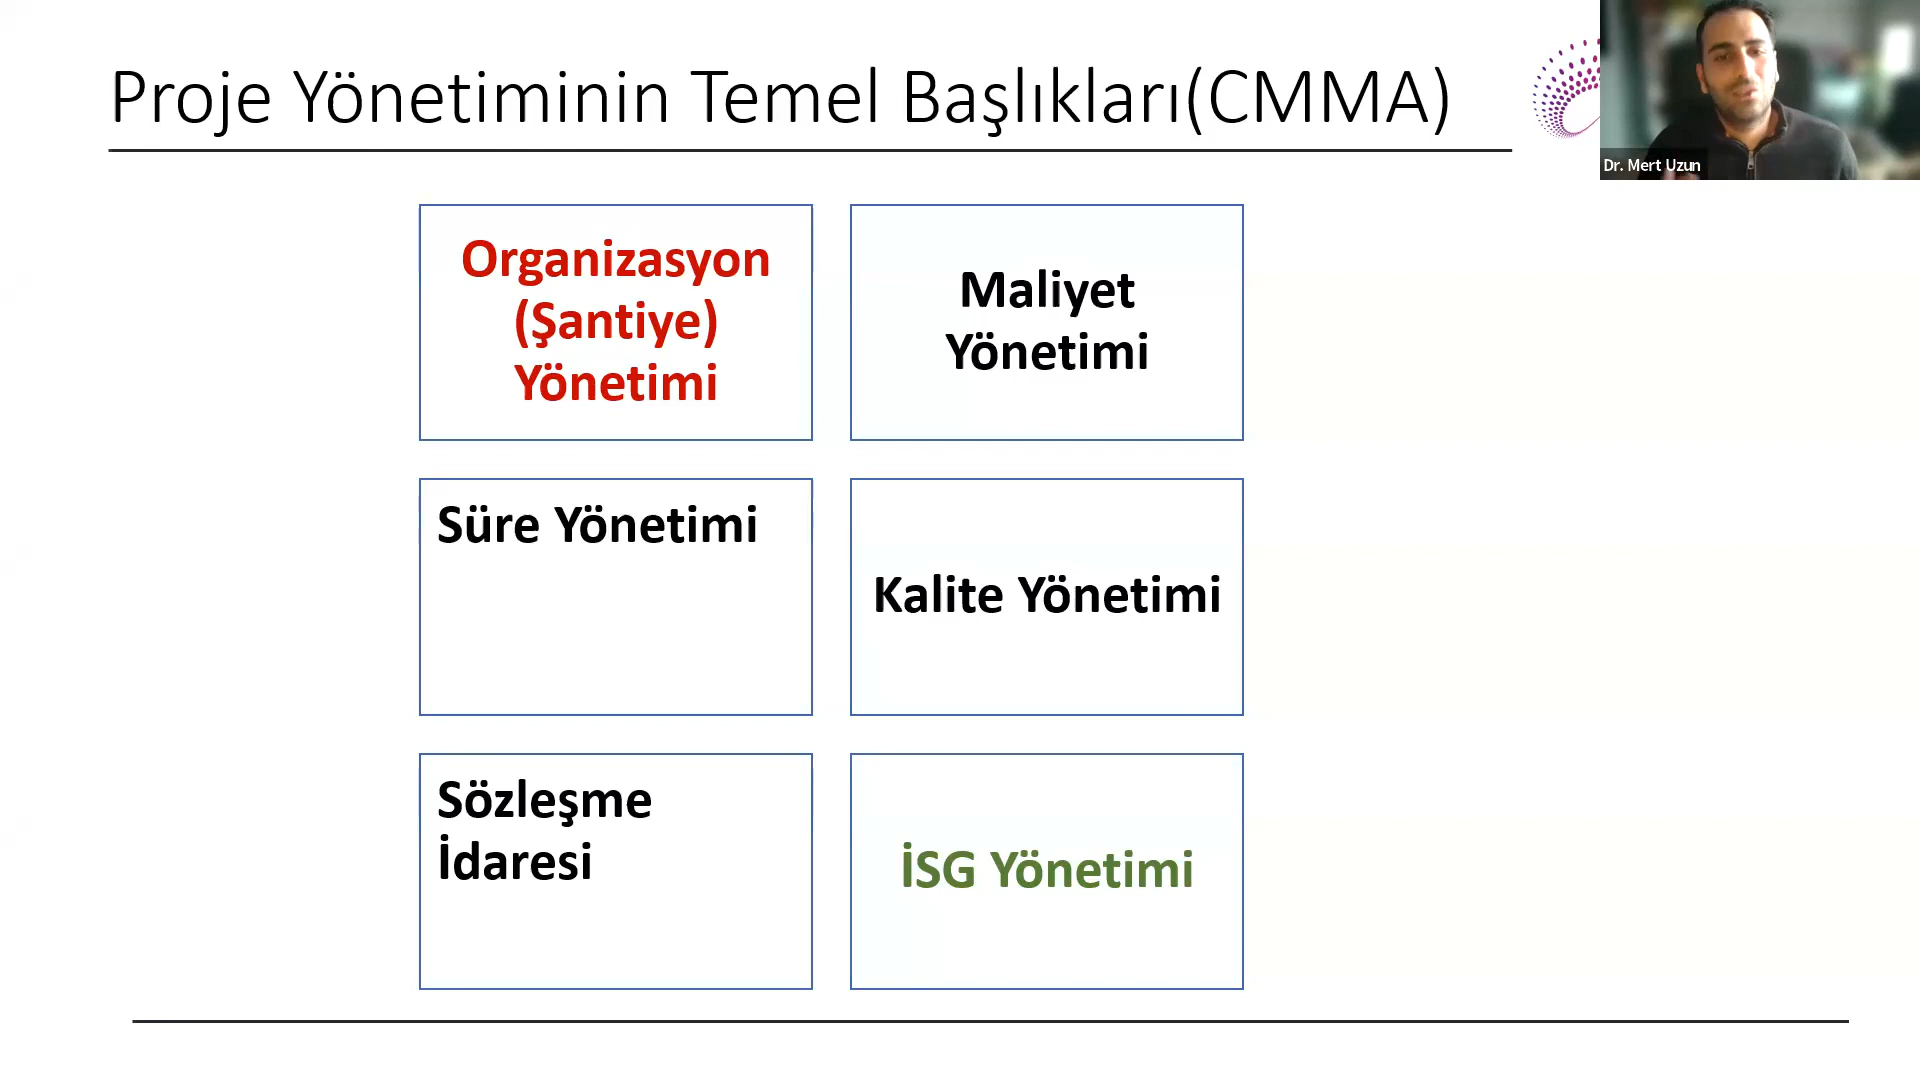 Proje Yönetiminin Temel Başlıkları(CMMA)
Dr. Mert Uzun
Organizasyon
(Şantiye)
Yönetimi
Maliyet
Yönetimi
Süre Yönetimi
Kalite Yönetimi
Sözleşme
İdaresi
İSG Yönetimi